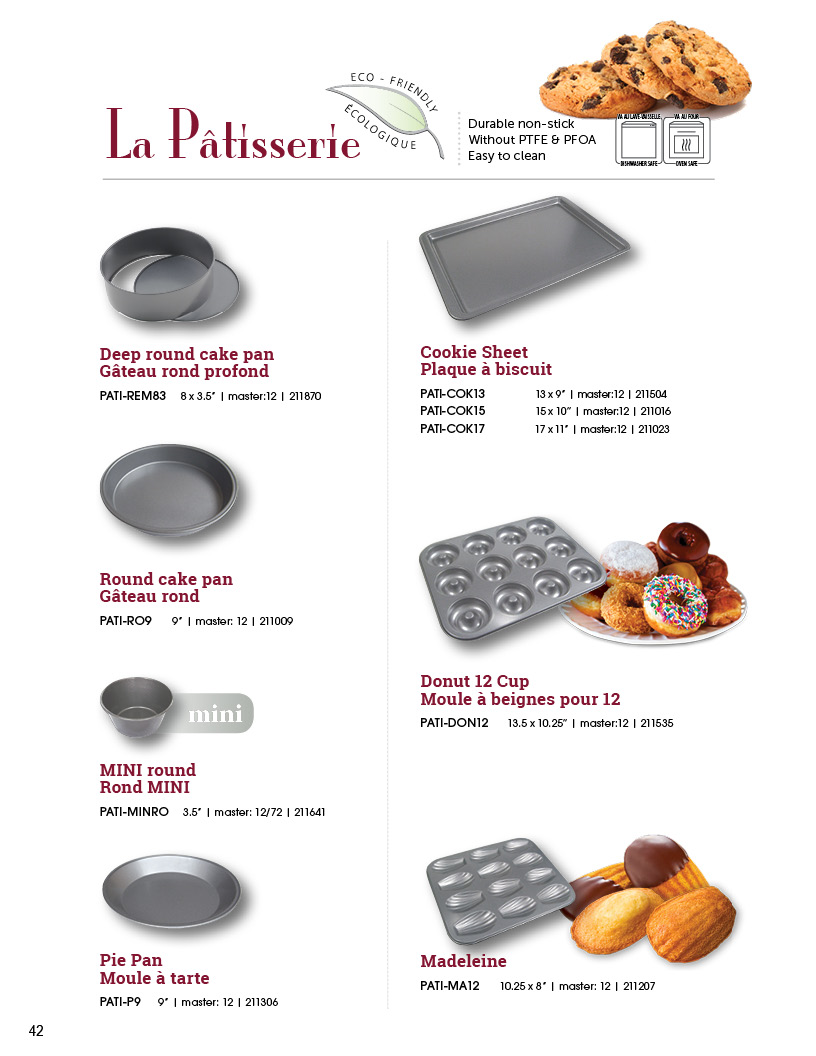 La Pâtisserie
ECO - FRIENDLY
ÉCOLOGIQUE
Durable non-stick
Without PTFE & PFOA
Easy to clean
VA AU LAVE-VAISSELLE
DISHWASHER SAFE
VA AU FOUR
OVEN SAFE
Deep round cake pan
Gâteau rond profond
PATI-REM83 8 x 3.5” | master:12 | 211870
Round cake pan
Gâteau rond
PATI-RO9 9” | master: 12 | 211009
mini
MINI round
Rond MINI
PATI-MINRO 3.5” | master: 12/72 | 211641
Pie Pan
Moule à tarte
PATI-P9 9” | master: 12 | 211306
Cookie Sheet
Plaque à biscuit
PATI-COK13 13 x 9” | master:12 | 211504
PATI-COK15 15 x 10” | master:12 | 211016
PATI-COK17 17 x 11” | master:12 | 211023
Donut 12 Cup
Moule à beignes pour 12
PATI-DON12 13.5 x 10.25” | master:12 | 211535
Madeleine
PATI-MA12 10.25 x 8” | master: 12 | 211207
42